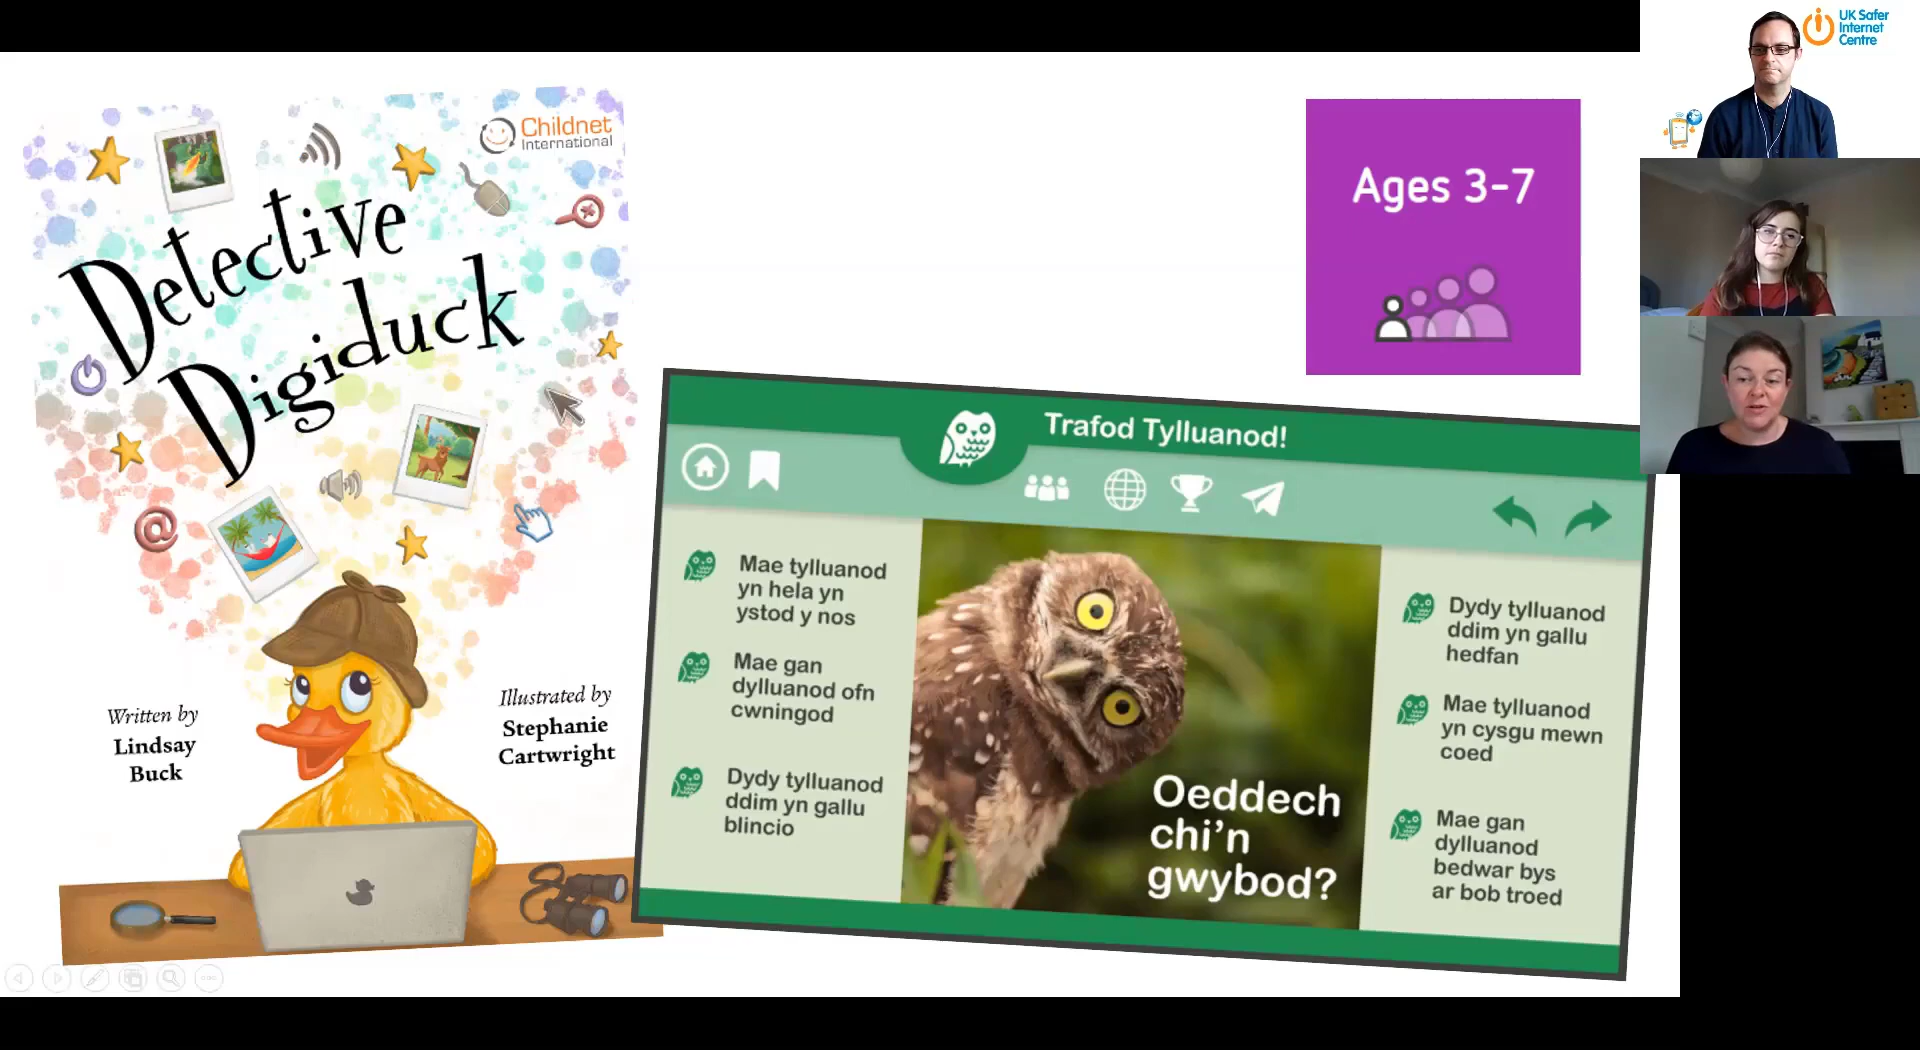 Childnet
International
Detective
Digiduck
Written by
Lindsay
Buck
Illustrated by
Stephanie
Cartwright
Ages 3-7
Trafod Tylluanod!
Mae tylluanod
yn hela yn
ystod y nos
Mae gan
dylluanod ofn
cwningod
Dydy tylluanod
ddim yn gallu
blincio
Oeddech
chi'n
gwybod?
Dydy tylluanod
ddim yn gallu
hedfan
Mae tylluanod
yn cysgu mewn
coed
Mae gan
dylluanod
bedwar bys
ar bob troed
UK Safer
Internet
Centre